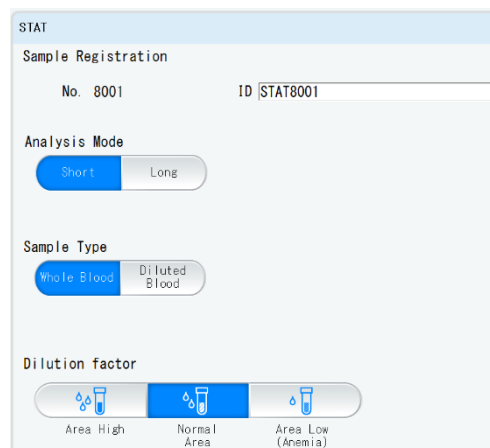 STAT
Sample Registration
No. 8001 ID STAT8001
Analysis Mode
Short Long
Sample Type
Whole Blood Diluted Blood
Dilution factor
Area High Normal Area Area Low (Anemia)